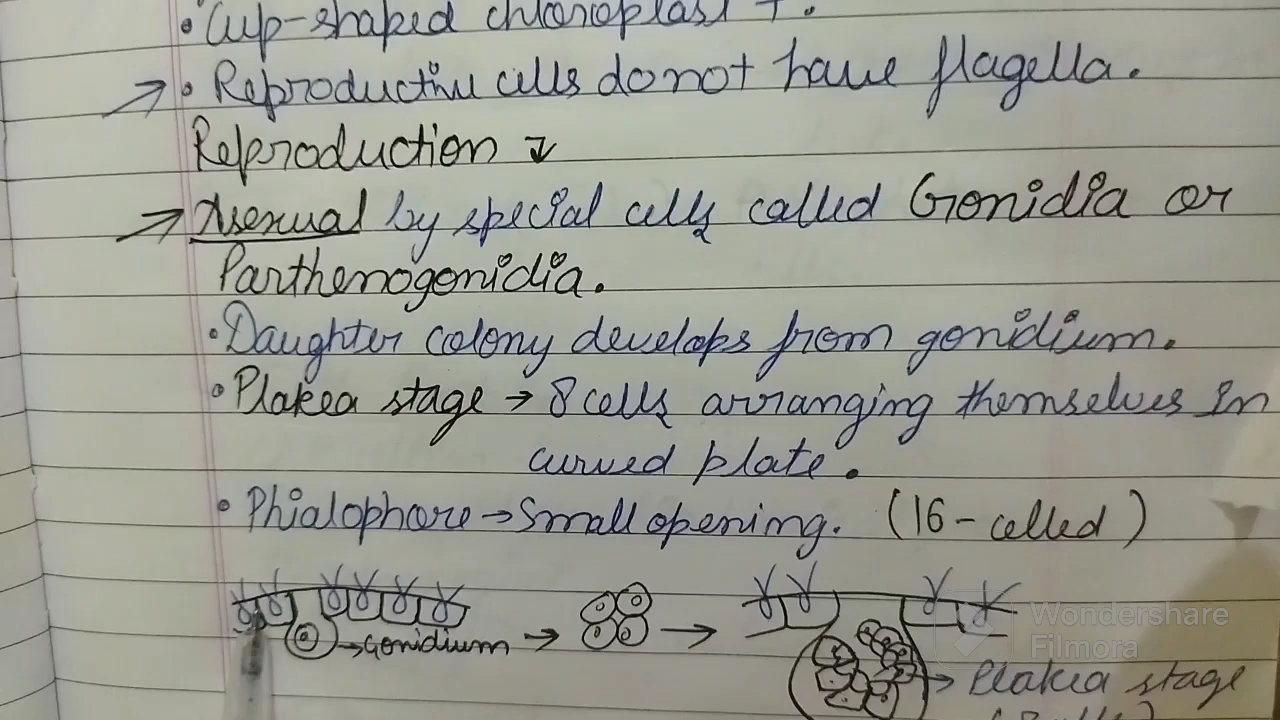 • Cup-shaped chloroplast +.
→ • Reproductive cells do not have flagella.
Reproduction ↓
→ Asexual by special cells called Gonidia or
Parthenogonidia.
• Daughter colony develops from gonidium.
• Plakea stage → 8 cells arranging themselves In
curved plate.
• Phialophore → Small opening. (16-celled)
→ Gonidium → →
Wondershare
Filmora
→ Plakea stage